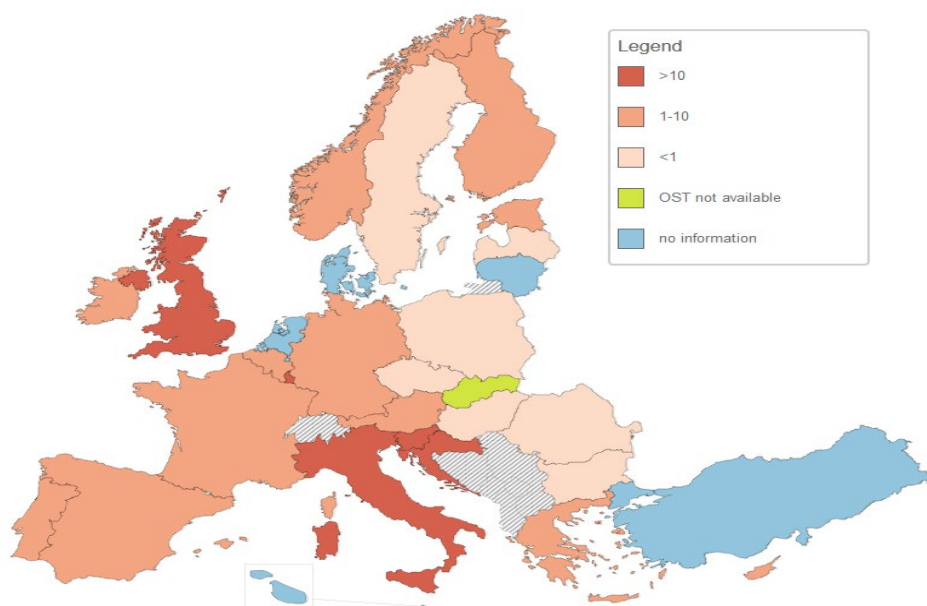 Legend
>10
1-10
<1
OST not available
no information